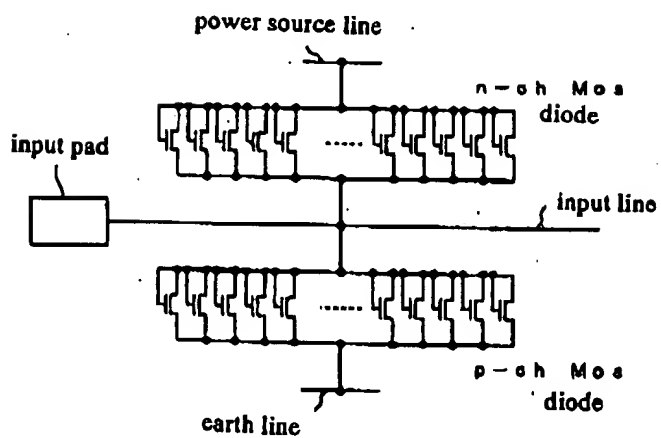 power source line
n-ch Mos
diode
input pad
input line
p-ch Mos
diode
earth line